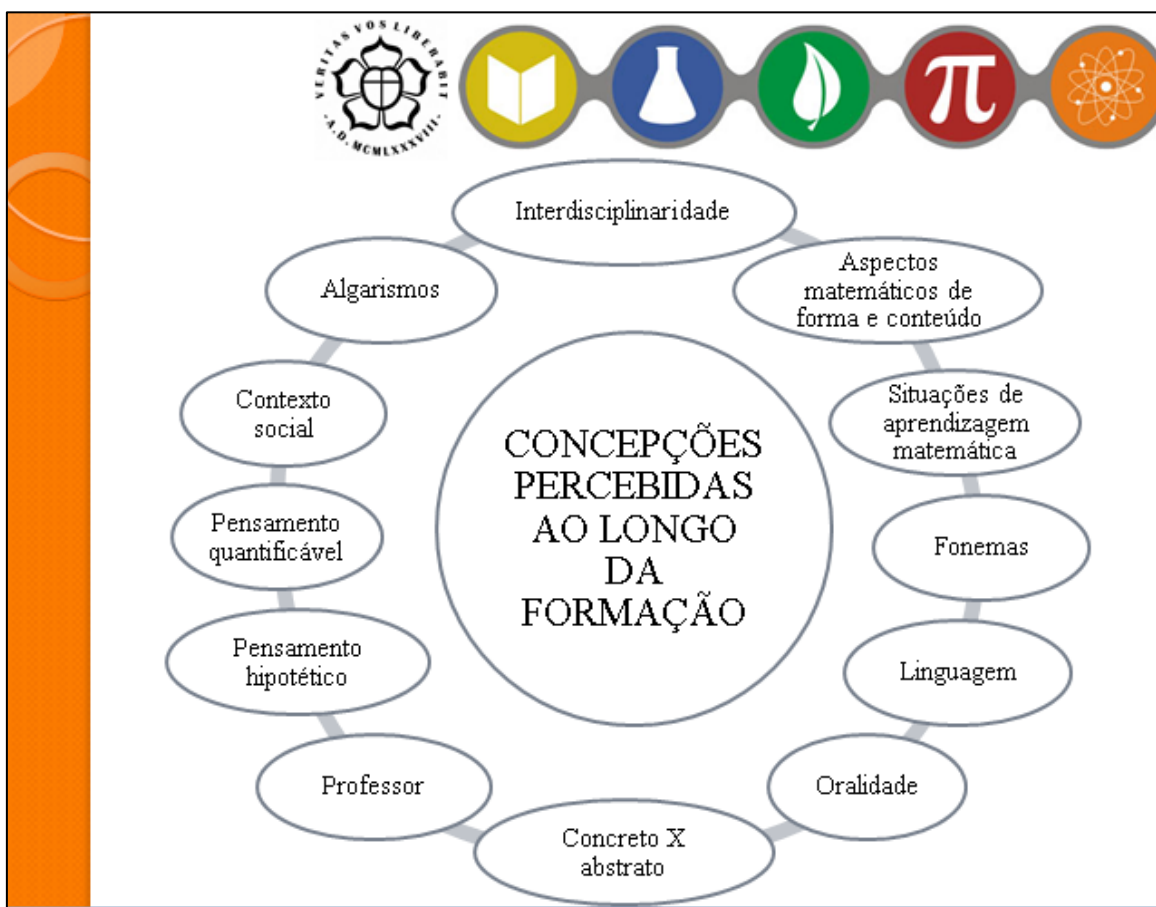 VERITAS VOS LIBERABIT
-A.D. MCMLXXXVIII-
π
Interdisciplinaridade
Aspectos
matemáticos de
forma e conteúdo
Situações de
aprendizagem
matemática
Fonemas
Linguagem
Oralidade
Concreto X
abstrato
Professor
Pensamento
hipotético
Pensamento
quantificável
Contexto
social
Algarismos
CONCEPÇÕES
PERCEBIDAS
AO LONGO
DA
FORMAÇÃO